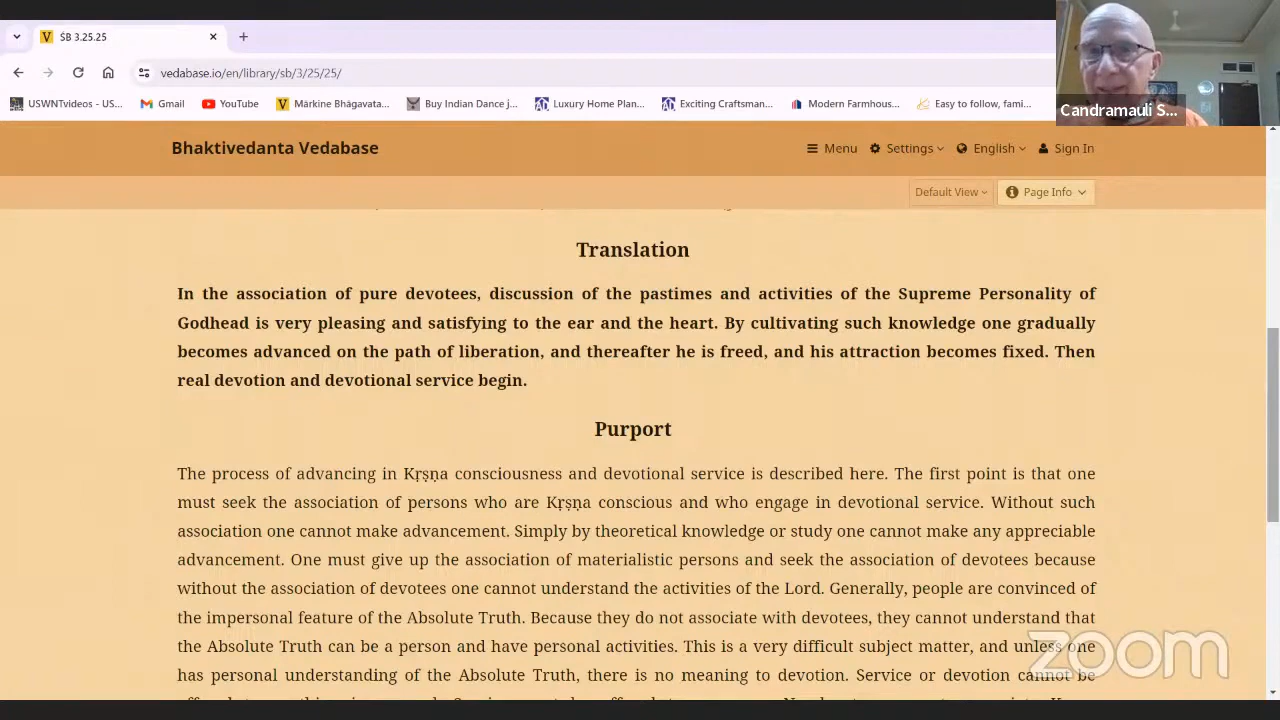 ŚB 3.25.25
vedabase.io/en/library/sb/3/25/25/
USWNTvideos - US...
Gmail
YouTube
Mārkine Bhāgavata...
Buy Indian Dance j...
Luxury Home Plan...
Exciting Craftsman...
Modern Farmhous...
Easy to follow, fami...
Candramauli S...
Bhaktivedanta Vedabase
Menu
Settings
English
Sign In
Default View
Page Info
Translation
In the association of pure devotees, discussion of the pastimes and activities of the Supreme Personality of
Godhead is very pleasing and satisfying to the ear and the heart. By cultivating such knowledge one gradually
becomes advanced on the path of liberation, and thereafter he is freed, and his attraction becomes fixed. Then
real devotion and devotional service begin.
Purport
The process of advancing in Kṛṣṇa consciousness and devotional service is described here. The first point is that one
must seek the association of persons who are Kṛṣṇa conscious and who engage in devotional service. Without such
association one cannot make advancement. Simply by theoretical knowledge or study one cannot make any appreciable
advancement. One must give up the association of materialistic persons and seek the association of devotees because
without the association of devotees one cannot understand the activities of the Lord. Generally, people are convinced of
the impersonal feature of the Absolute Truth. Because they do not associate with devotees, they cannot understand that
the Absolute Truth can be a person and have personal activities. This is a very difficult subject matter, and unless one
has personal understanding of the Absolute Truth, there is no meaning to devotion. Service or devotion cannot be
zoom